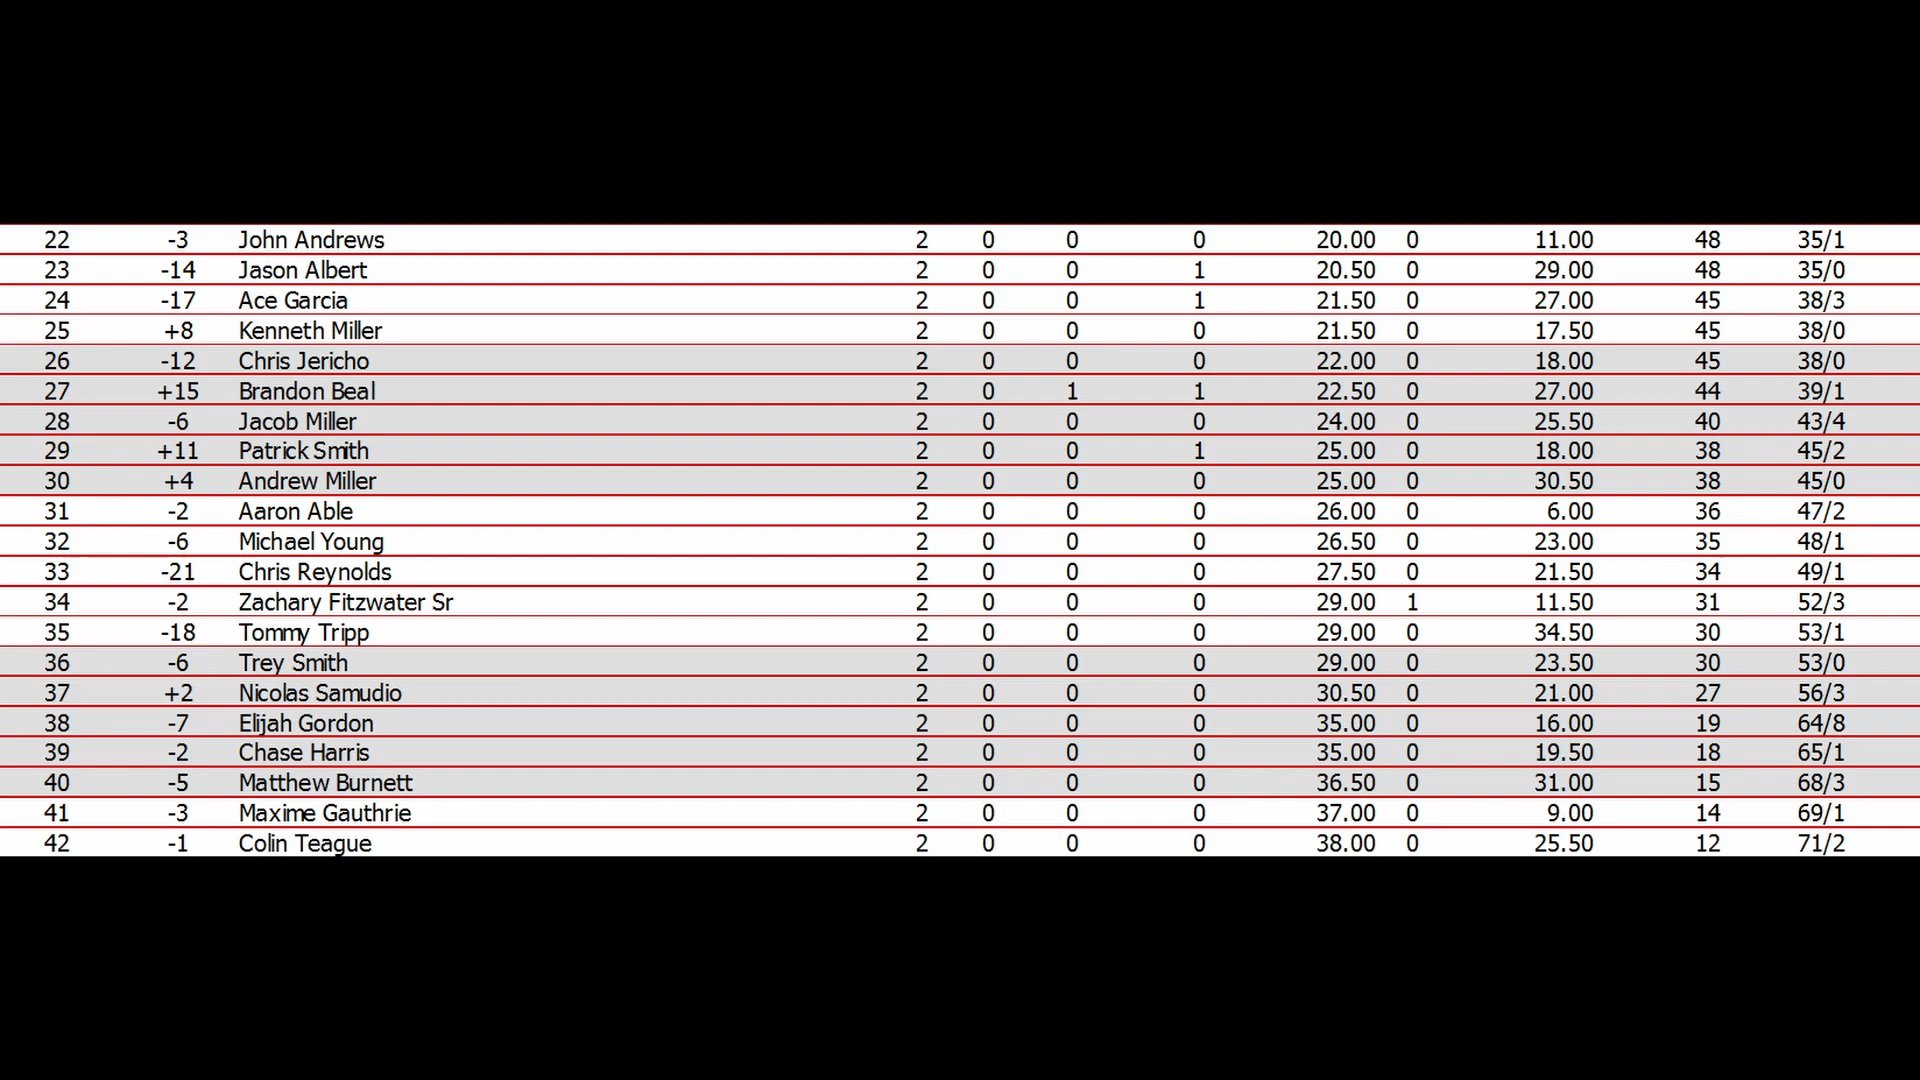 22 -3 John Andrews 2 0 0 0 20.00 0 11.00 48 35/1
23 -14 Jason Albert 2 0 0 1 20.50 0 29.00 48 35/0
24 -17 Ace Garcia 2 0 0 1 21.50 0 27.00 45 38/3
25 +8 Kenneth Miller 2 0 0 0 21.50 0 17.50 45 38/0
26 -12 Chris Jericho 2 0 0 0 22.00 0 18.00 45 38/0
27 +15 Brandon Beal 2 0 1 1 22.50 0 27.00 44 39/1
28 -6 Jacob Miller 2 0 0 0 24.00 0 25.50 40 43/4
29 +11 Patrick Smith 2 0 0 1 25.00 0 18.00 38 45/2
30 +4 Andrew Miller 2 0 0 0 25.00 0 30.50 38 45/0
31 -2 Aaron Able 2 0 0 0 26.00 0 6.00 36 47/2
32 -6 Michael Young 2 0 0 0 26.50 0 23.00 35 48/1
33 -21 Chris Reynolds 2 0 0 0 27.50 0 21.50 34 49/1
34 -2 Zachary Fitzwater Sr 2 0 0 0 29.00 1 11.50 31 52/3
35 -18 Tommy Tripp 2 0 0 0 29.00 0 34.50 30 53/1
36 -6 Trey Smith 2 0 0 0 29.00 0 23.50 30 53/0
37 +2 Nicolas Samudio 2 0 0 0 30.50 0 21.00 27 56/3
38 -7 Elijah Gordon 2 0 0 0 35.00 0 16.00 19 64/8
39 -2 Chase Harris 2 0 0 0 35.00 0 19.50 18 65/1
40 -5 Matthew Burnett 2 0 0 0 36.50 0 31.00 15 68/3
41 -3 Maxime Gauthrie 2 0 0 0 37.00 0 9.00 14 69/1
42 -1 Colin Teague 2 0 0 0 38.00 0 25.50 12 71/2